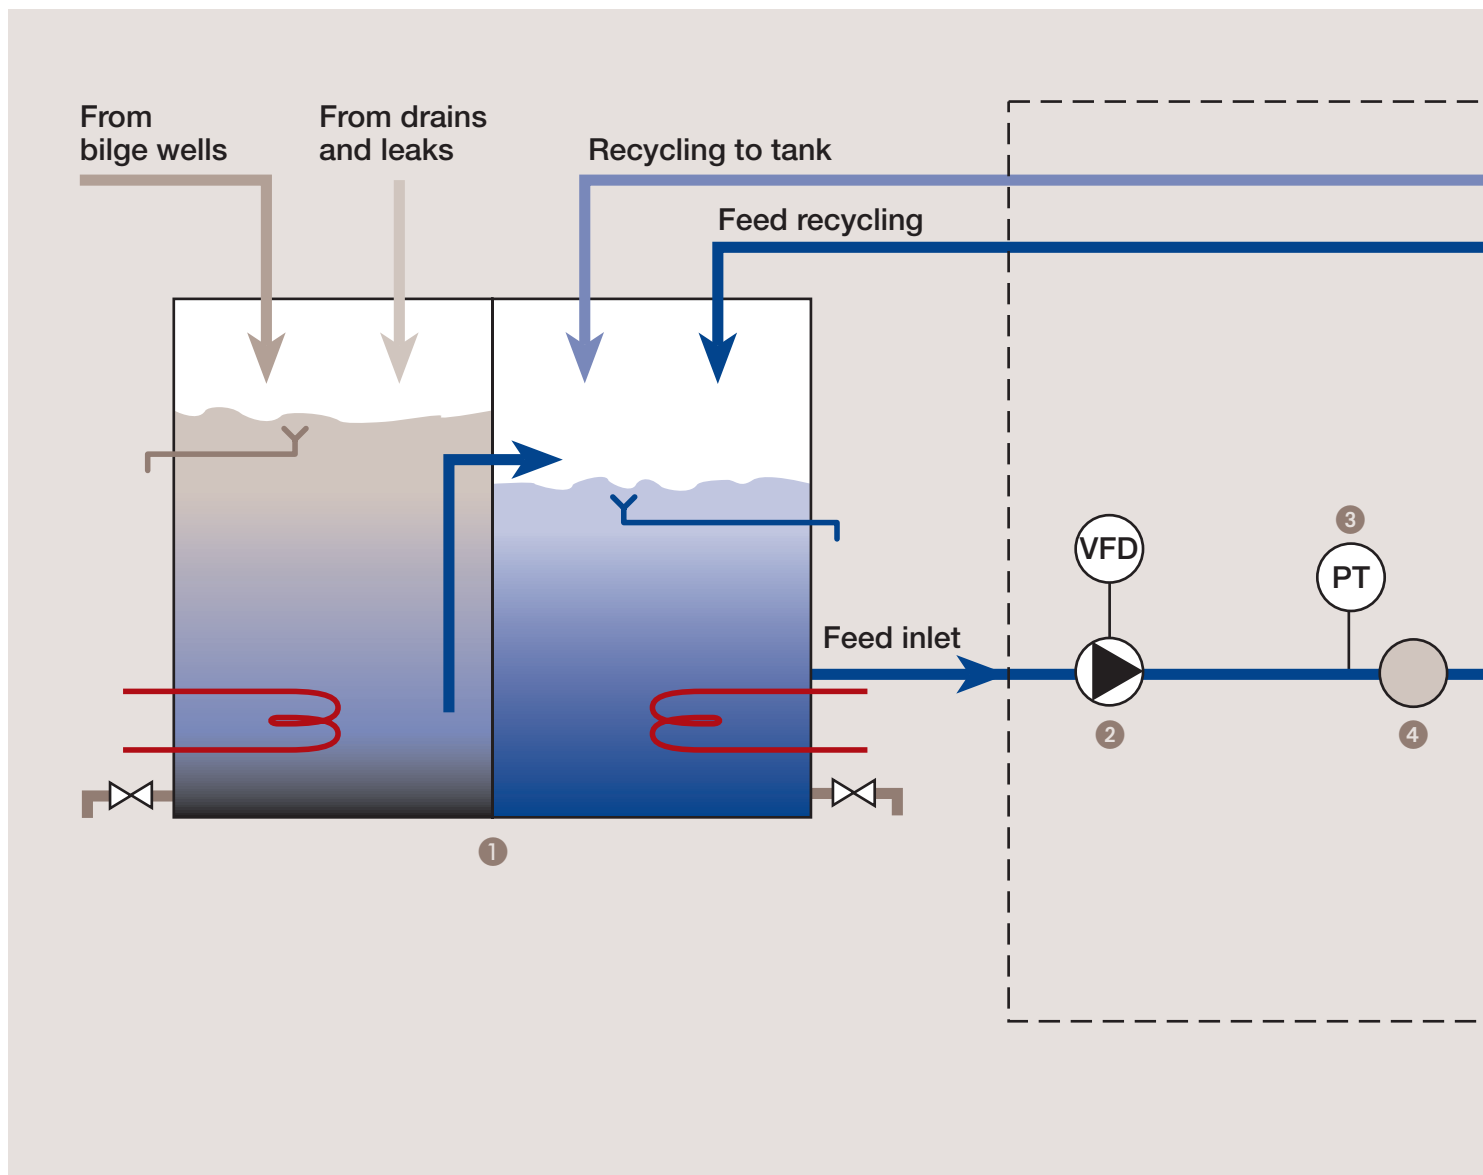 From
bilge wells
From drains
and leaks
Recycling to tank
Feed recycling
3
VFD
PT
Feed inlet
2
4
1